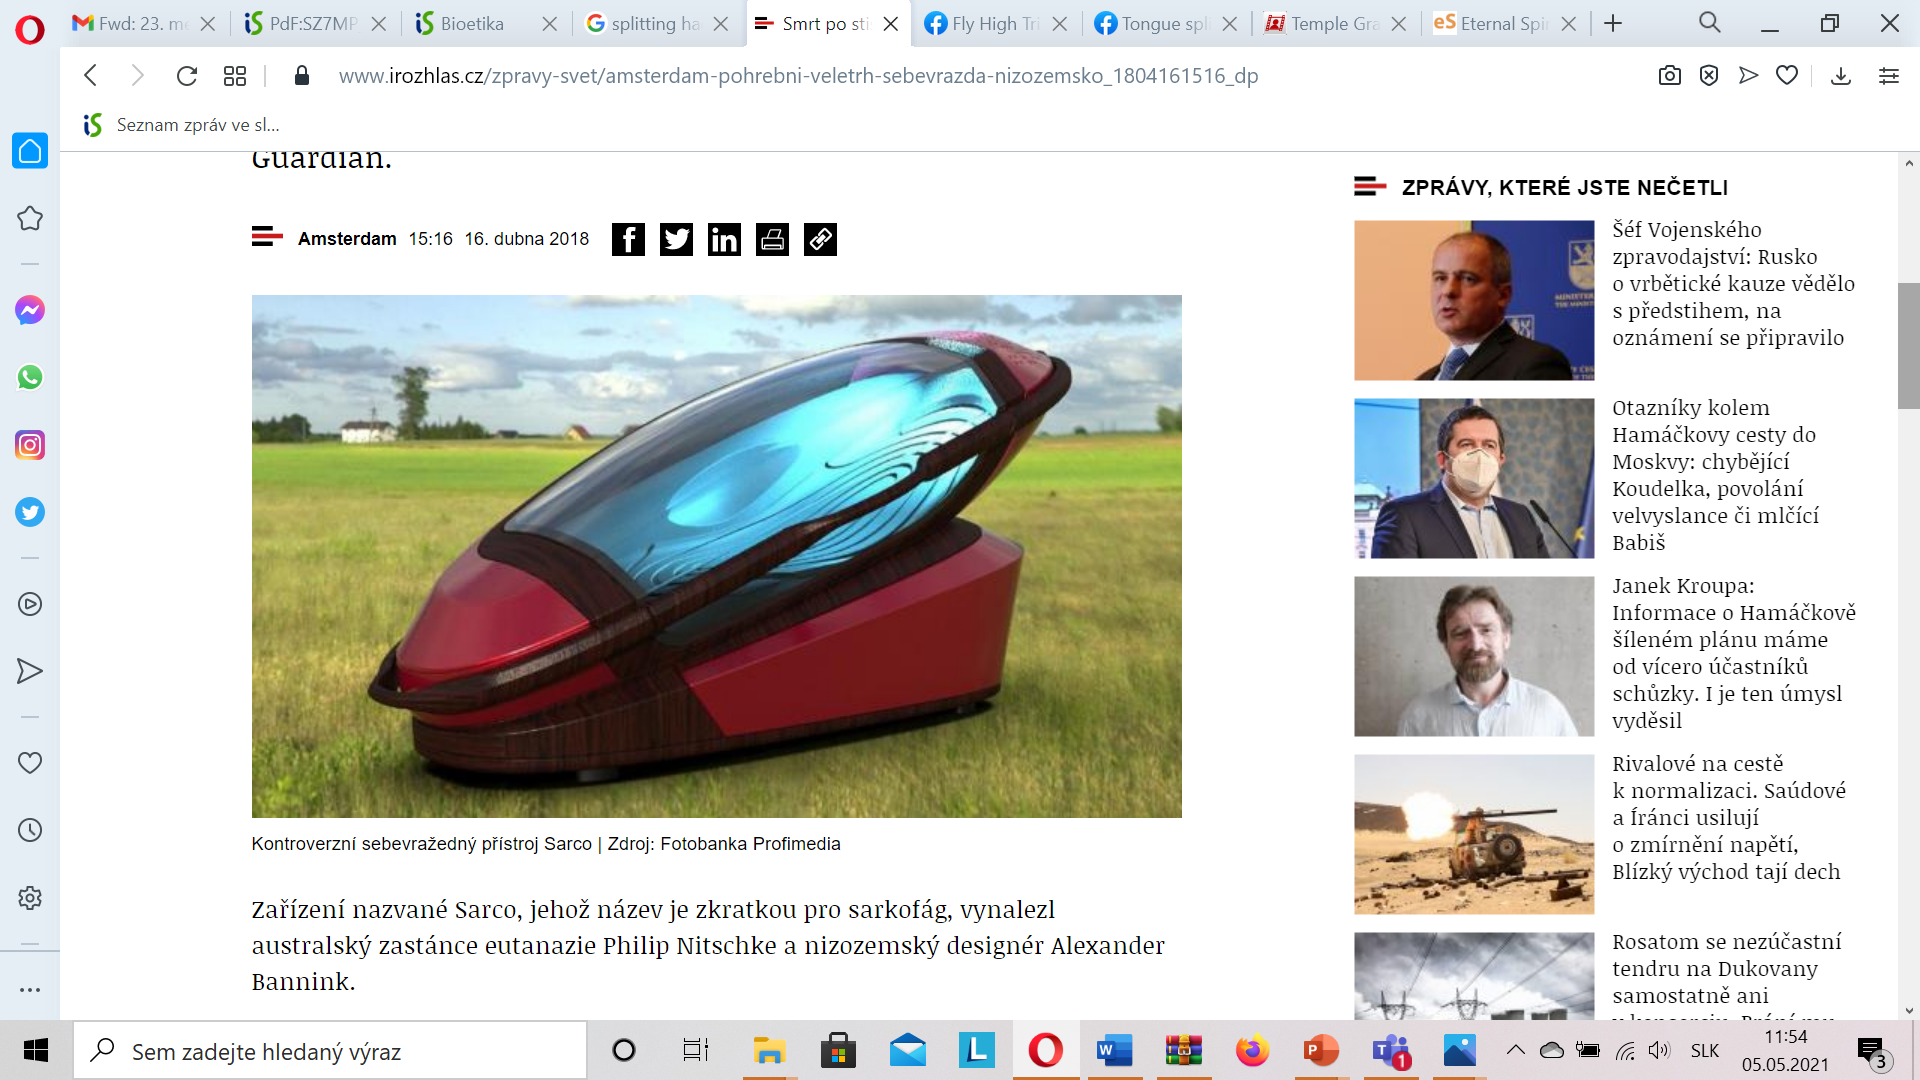 Fwd: 23. me
PdF:SZ7MP
Bioetika
splitting ha
Smrt po sti
Fly High Tri
Tongue spli
Temple Gra
Eternal Spir
www.irozhlas.cz/zpravy-svet/amsterdam-pohrebni-veletrh-sebevrazda-nizozemsko_1804161516_dp
Seznam zpráv ve sl...
Guardian.
Amsterdam 15:16 16. dubna 2018
Kontroverzní sebevražedný přístroj Sarco | Zdroj: Fotobanka Profimedia
Zařízení nazvané Sarco, jehož název je zkratkou pro sarkofág, vynalezl
australský zastánce eutanazie Philip Nitschke a nizozemský designér Alexander
Bannink.
ZPRÁVY, KTERÉ JSTE NEČETLI
Šéf Vojenského
zpravodajství: Rusko
o vrbětické kauze vědělo
s předstihem, na
oznámení se připravilo
Otazníky kolem
Hamáčkovy cesty do
Moskvy: chybějící
Koudelka, povolání
velvyslance či mlčící
Babiš
Janek Kroupa:
Informace o Hamáčkově
šíleném plánu máme
od vícero účastníků
schůzky. I je ten úmysl
vyděsil
Rivalové na cestě
k normalizaci. Saúdové
a Íránci usilují
o zmírnění napětí,
Blízký východ tají dech
Rosatom se nezúčastní
tendru na Dukovany
samostatně ani
Sem zadejte hledaný výraz
SLK
11:54
05.05.2021
3